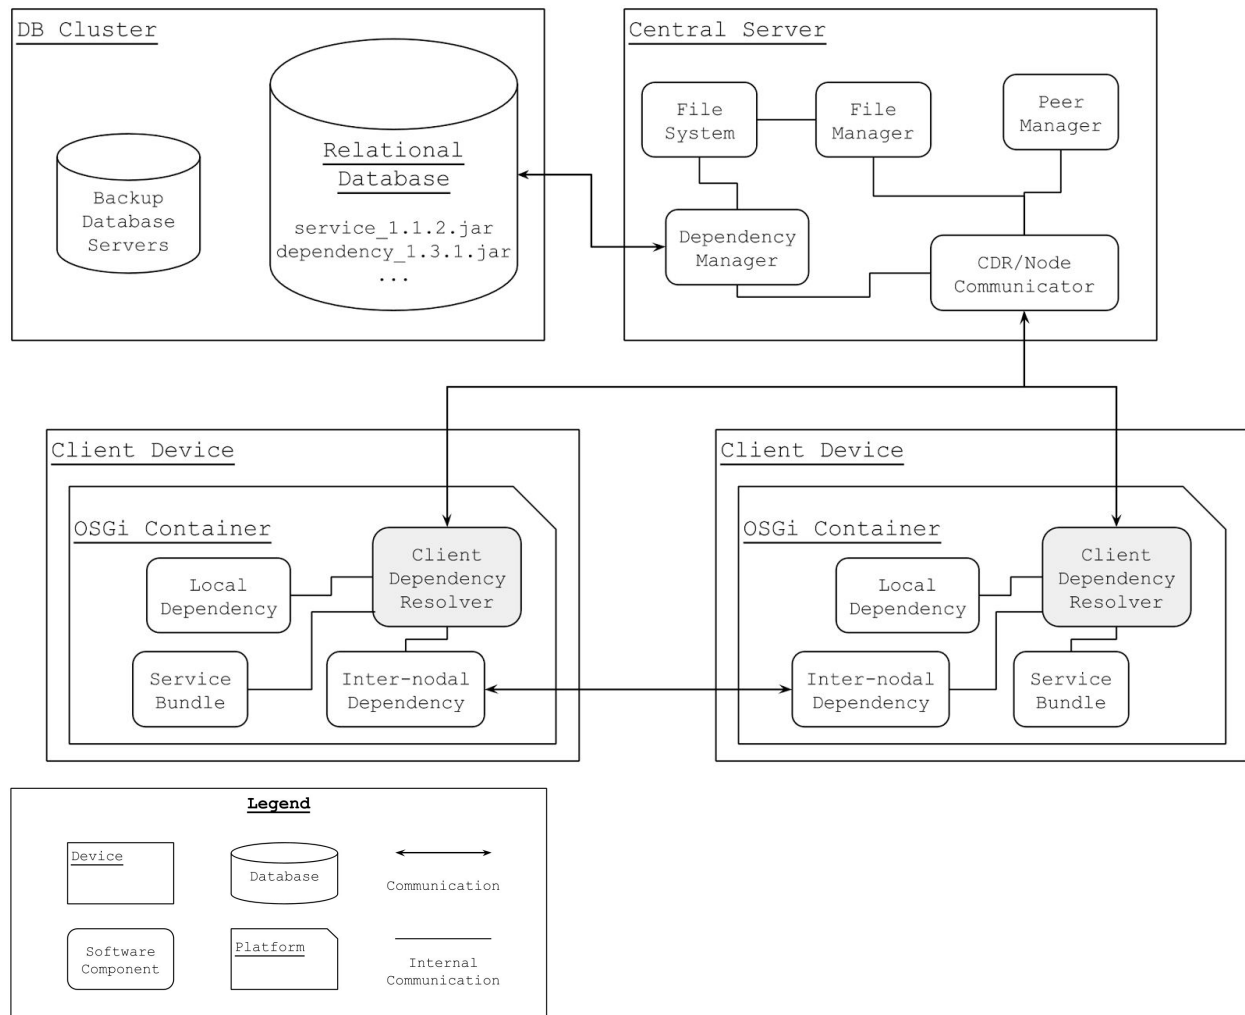 DB Cluster
Backup
Database
Servers
Relational
Database
service_1.1.2.jar
dependency_1.3.1.jar
...
Central Server
File
System
File
Manager
Peer
Manager
Dependency
Manager
CDR/Node
Communicator
Client Device
OSGi Container
Local
Dependency
Client
Dependency
Resolver
Service
Bundle
Inter-nodal
Dependency
Client Device
OSGi Container
Local
Dependency
Client
Dependency
Resolver
Inter-nodal
Dependency
Service
Bundle
Legend
Device
Database
Communication
Software
Component
Platform
Internal
Communication